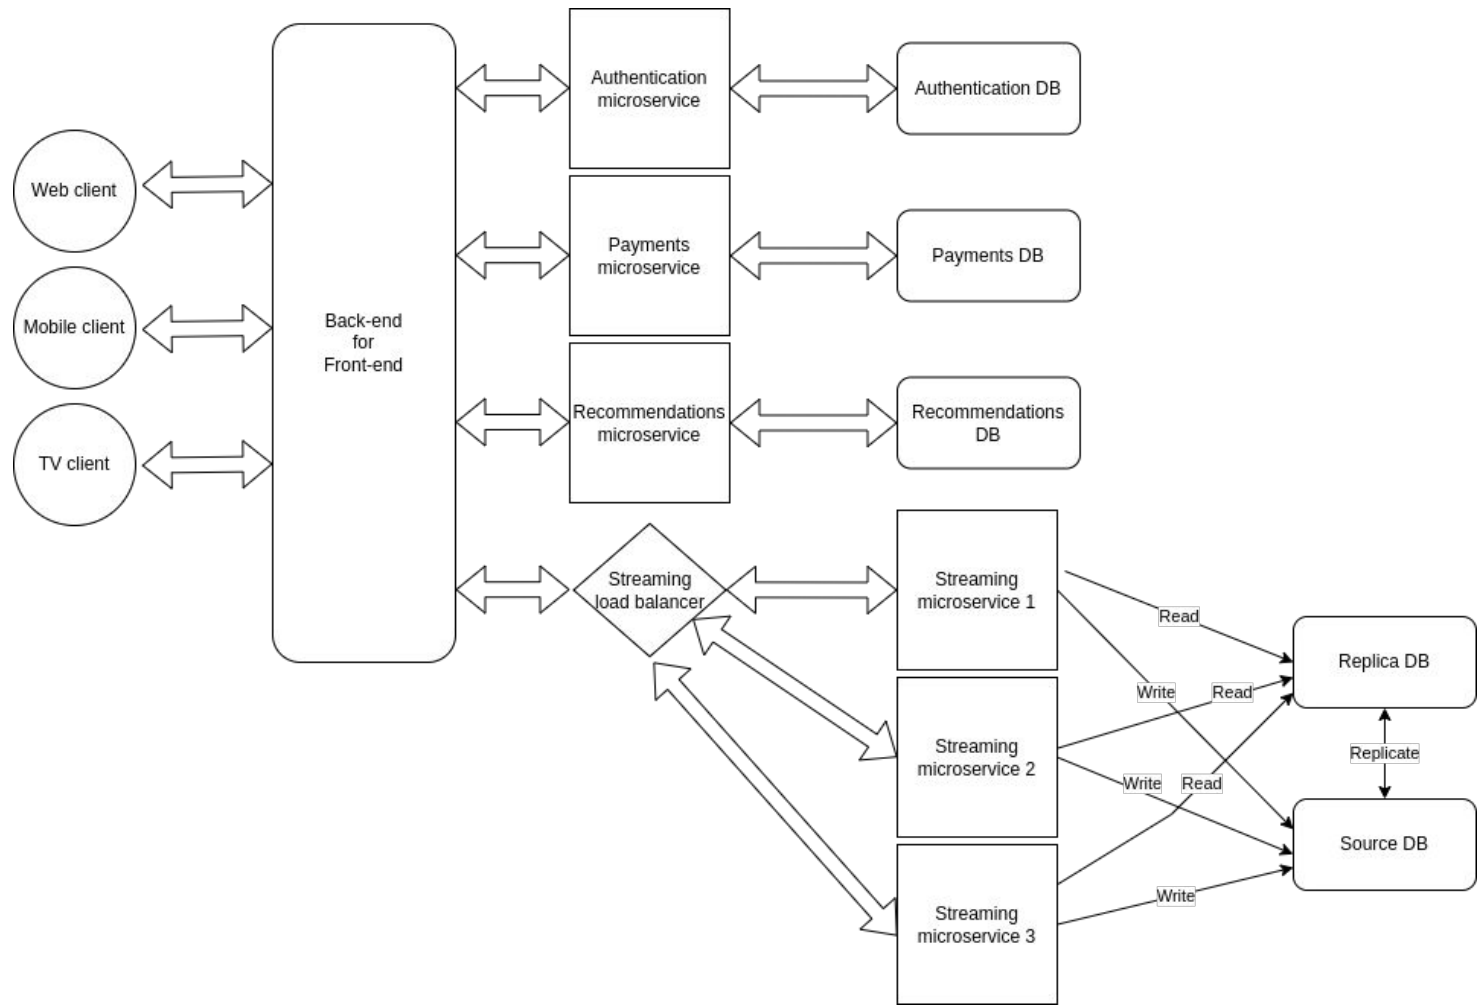 Authentication
microservice
Authentication DB
Web client
Payments
microservice
Payments DB
Mobile client
Back-end
for
Front-end
Recommendations
microservice
Recommendations
DB
TV client
Streaming
load balancer
Streaming
microservice 1
Read
Replica DB
Write
Read
Streaming
microservice 2
Replicate
Write
Read
Source DB
Write
Streaming
microservice 3